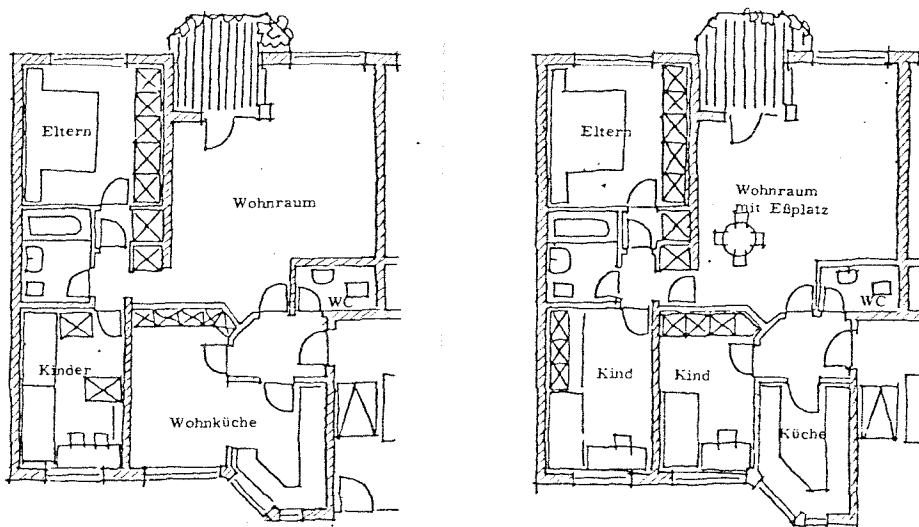 Eltern
Wohnraum
WC
Kinder
Wohnküche
Eltern
Wohnraum
mit Eßplatz
WC
Kind
Kind
Küche